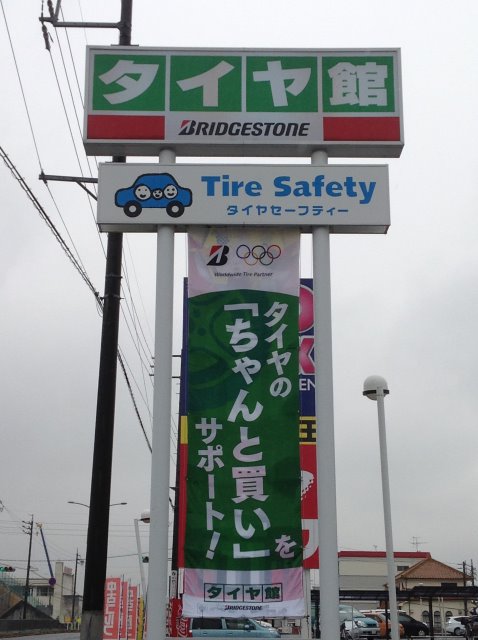 タイヤ館
BRIDGESTONE
Tire Safety
タイヤセーフティー
B
Worldwide Tire Partner
タイヤの
「ちゃんと買い」を
サポート!
タイヤ館
BRIDGESTONE
EN